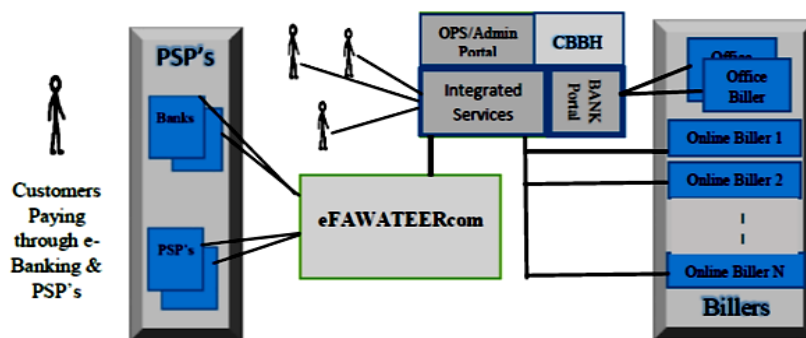 PSP's
Banks
PSP's
Customers
Paying
through e-
Banking &
PSP's
OPS/Admin
Portal
CBBH
Integrated
Services
BANK
Portal
eFAWATEERcom
Office
Office
Biller
Online Biller 1
Online Biller 2
Online Biller N
Billers